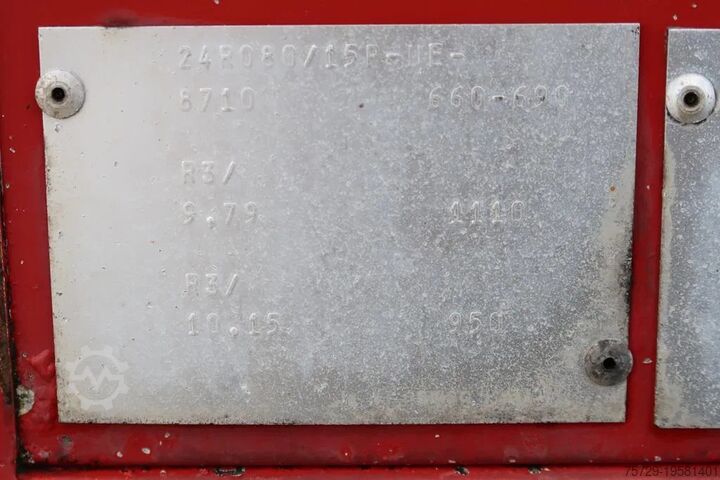 24R080/15P-UE-
8710 660-690
R3/
9.79 1110
R3/
10.15 950
75729-19581401